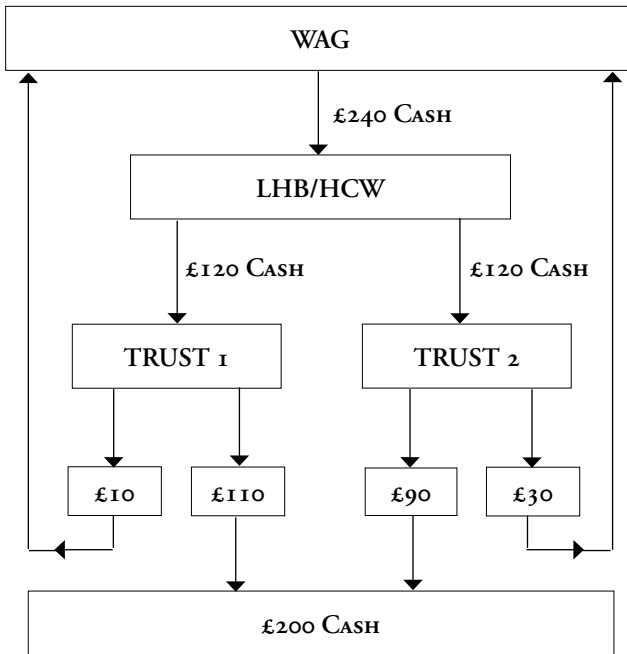 WAG
£240 Cash
LHB/HCW
£120 Cash £120 Cash
TRUST 1 TRUST 2
£10 £110 £90 £30
£200 Cash